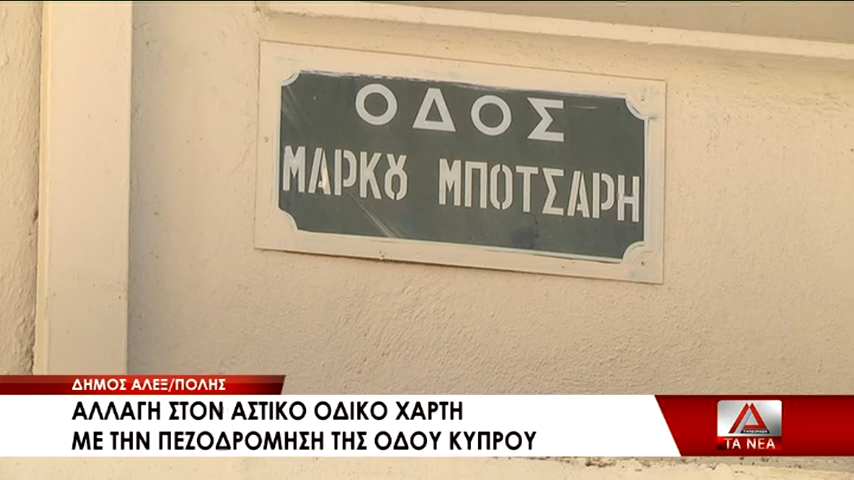 ΟΔΟΣ
ΜΑΡΚȢ ΜΠΟΤΣΑΡΗ
ΔΗΜΟΣ ΑΛΕΞ/ΠΟΛΗΣ
ΑΛΛΑΓΗ ΣΤΟΝ ΑΣΤΙΚΟ ΟΔΙΚΟ ΧΑΡΤΗ
ΜΕ ΤΗΝ ΠΕΖΟΔΡΟΜΗΣΗ ΤΗΣ ΟΔΟΥ ΚΥΠΡΟΥ
ΤΑ ΝΕΑ